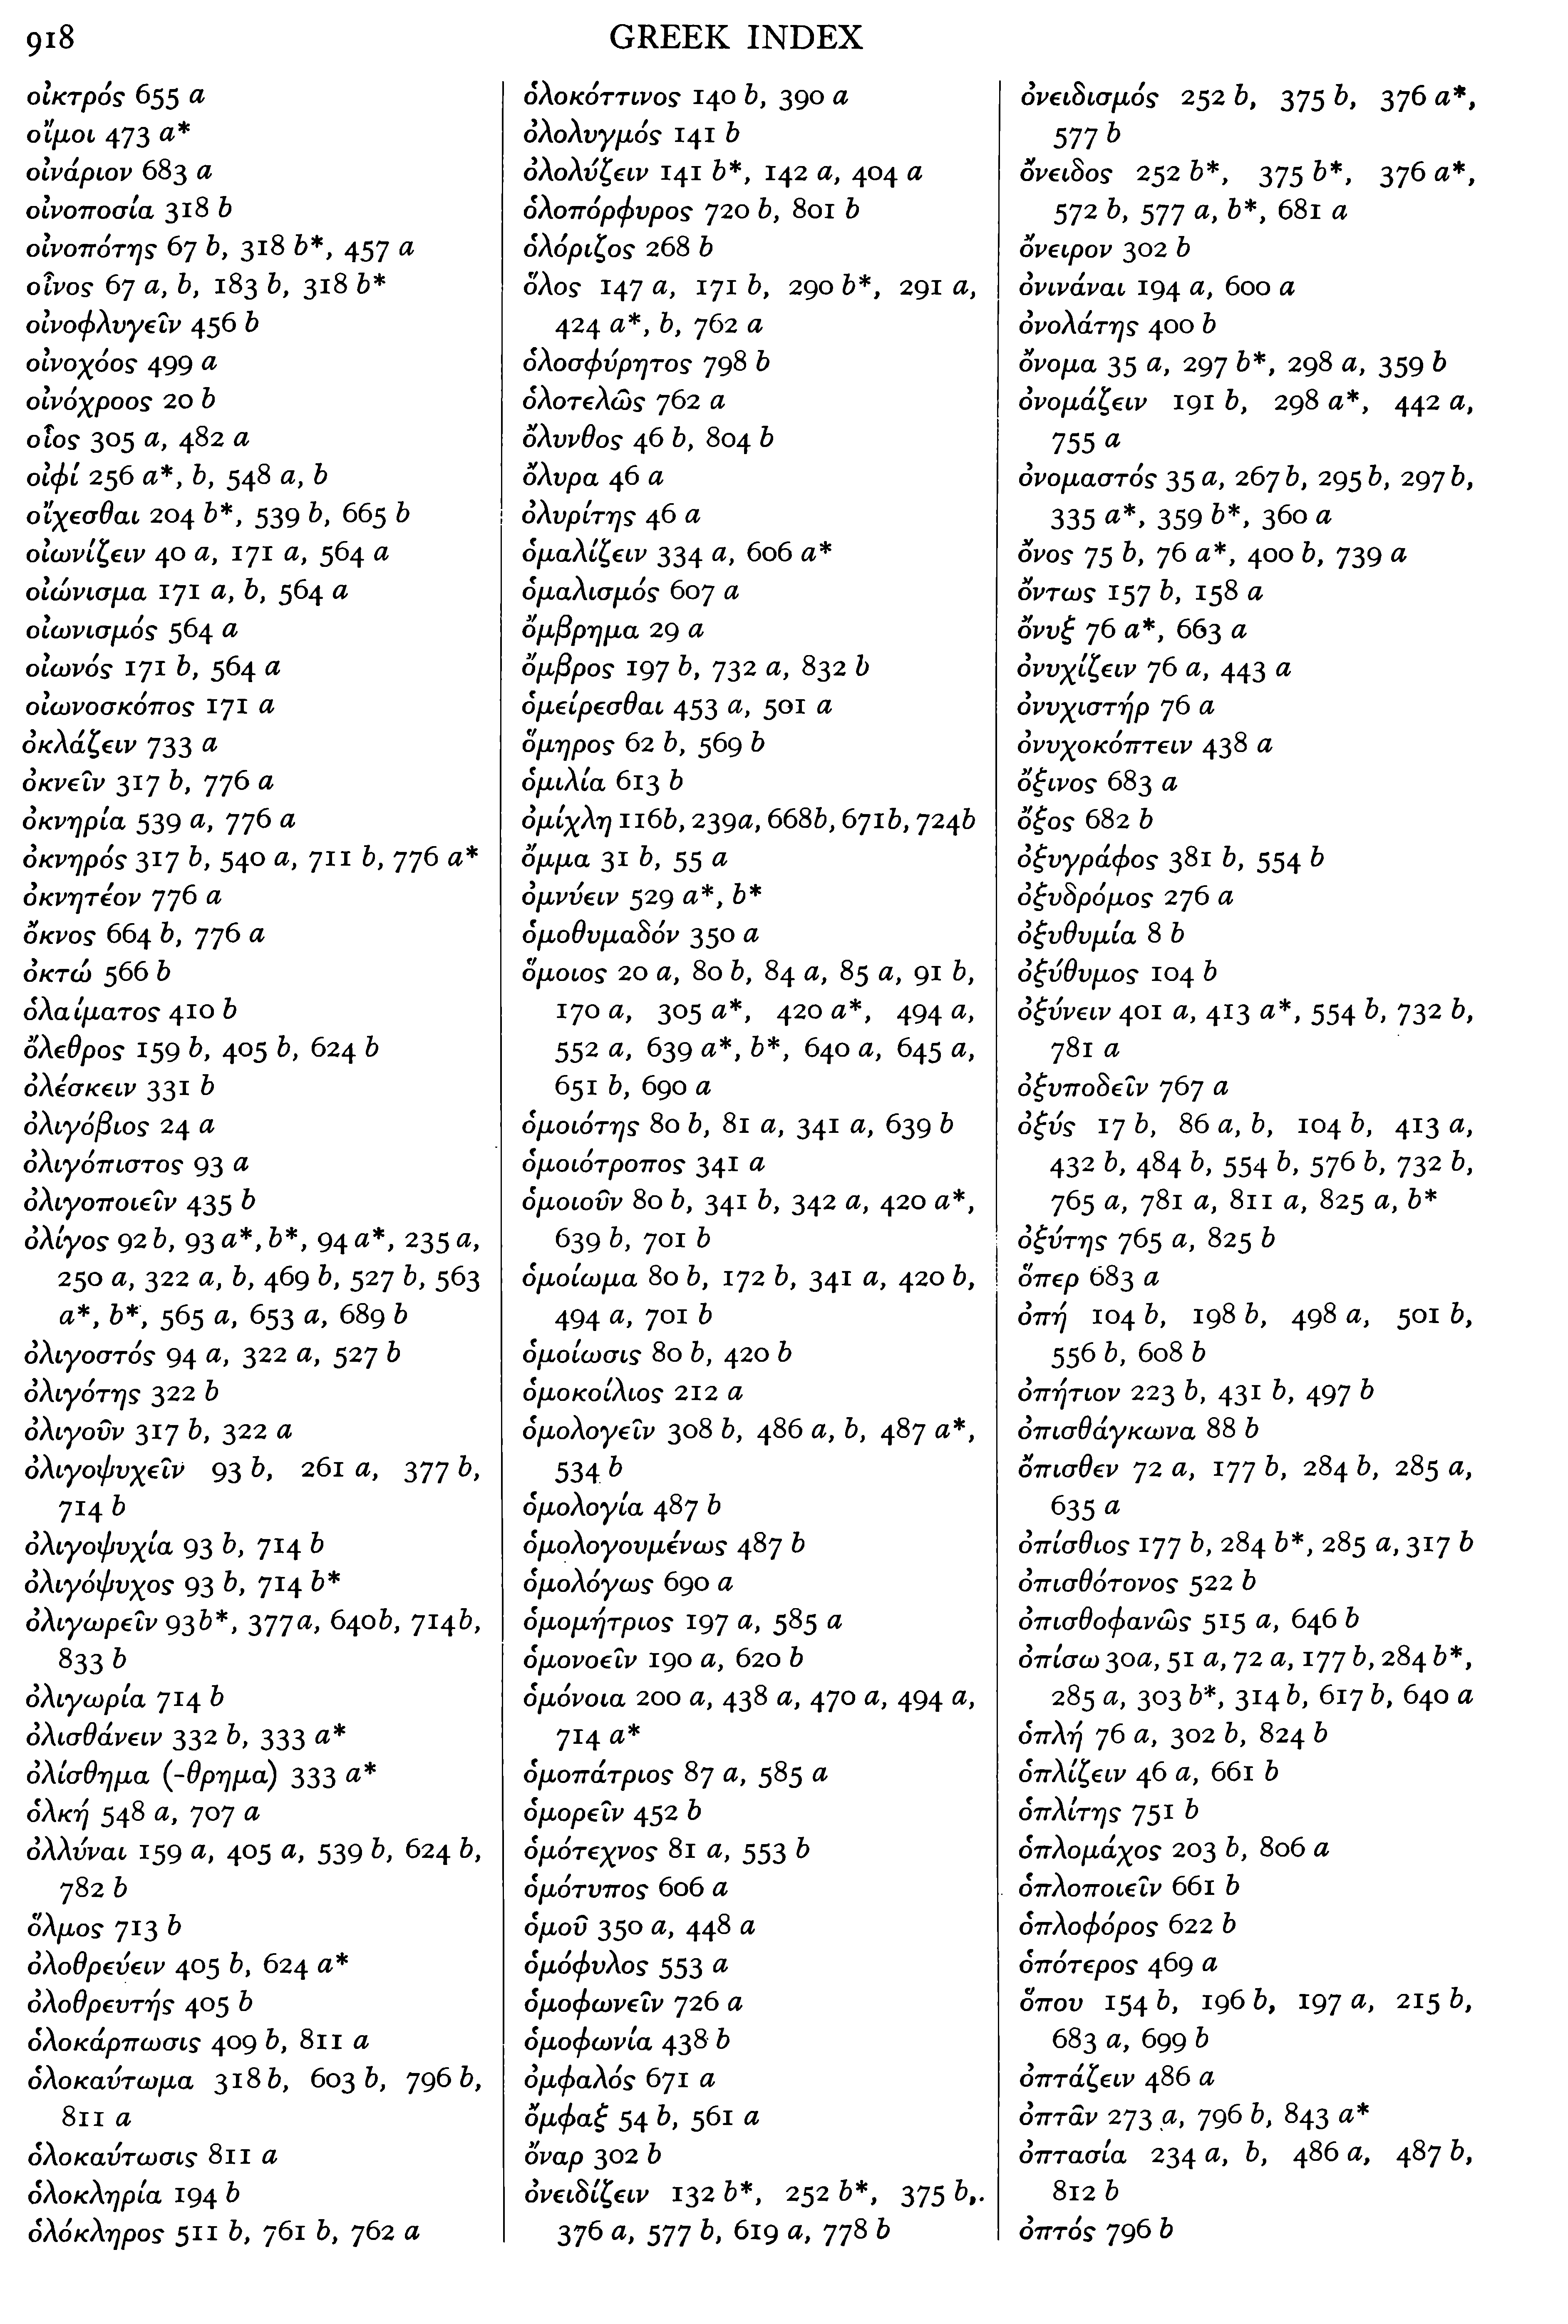 918
GREEK INDEX
οἰκτρός 655 a
οἴμοι 473 a*
οἰνάριον 683 a
οἰνοποσία 318 b
οἰνοπότης 67 b, 318 b*, 457 a
οἶνος 67 a, b, 183 b, 318 b*
οἰνοφλυγεῖν 456 b
οἰνοχόος 499 a
οἰνόχροος 20 b
οἷος 305 a, 482 a
οἰφί 256 a*, b, 548 a, b
οἴχεσθαι 204 b*, 539 b, 665 b
οἰωνίζειν 40 a, 171 a, 564 a
οἰώνισμα 171 a, b, 564 a
οἰωνισμός 564 a
οἰωνός 171 b, 564 a
οἰωνοσκόπος 171 a
ὀκλάζειν 733 a
ὀκνεῖν 317 b, 776 a
ὀκνηρία 539 a, 776 a
ὀκνηρός 317 b, 540 a, 711 b, 776 a*
ὀκνητέον 776 a
ὄκνος 664 b, 776 a
ὀκτώ 566 b
ὁλαίματος 410 b
ὄλεθρος 159 b, 405 b, 624 b
ὀλέσκειν 331 b
ὀλιγόβιος 24 a
ὀλιγόπιστος 93 a
ὀλιγοποιεῖν 435 b
ὀλίγος 92 b, 93 a*, b*, 94 a*, 235 a,
250 a, 322 a, b, 469 b, 527 b, 563
a*, b*, 565 a, 653 a, 689 b
ὀλιγοστός 94 a, 322 a, 527 b
ὀλιγότης 322 b
ὀλιγοῦν 317 b, 322 a
ὀλιγοψυχεῖν 93 b, 261 a, 377 b,
714 b
ὀλιγοψυχία 93 b, 714 b
ὀλιγόψυχος 93 b, 714 b*
ὀλιγωρεῖν 93b*, 377a, 640b, 714b,
833 b
ὀλιγωρία 714 b
ὀλισθάνειν 332 b, 333 a*
ὀλίσθημα (-θρημα) 333 a*
ὁλκή 548 a, 707 a
ὀλλύναι 159 a, 405 a, 539 b, 624 b,
782 b
ὅλμος 713 b
ὀλοθρεύειν 405 b, 624 a*
ὀλοθρευτής 405 b
ὁλοκάρπωσις 409 b, 811 a
ὁλοκαύτωμα 318 b, 603 b, 796 b,
811 a
ὁλοκαύτωσις 811 a
ὁλοκληρία 194 b
ὁλόκληρος 511 b, 761 b, 762 a
ὁλοκόττινος 140 b, 390 a
ὀλολυγμός 141 b
ὀλολύζειν 141 b*, 142 a, 404 a
ὁλοπόρφυρος 720 b, 801 b
ὁλόριζος 268 b
ὅλος 147 a, 171 b, 290 b*, 291 a,
424 a*, b, 762 a
ὁλοσφύρητος 798 b
ὁλοτελῶς 762 a
ὄλυνθος 46 b, 804 b
ὄλυρα 46 a
ὀλυρίτης 46 a
ὁμαλίζειν 334 a, 606 a*
ὁμαλισμός 607 a
ὄμβρημα 29 a
ὄμβρος 197 b, 732 a, 832 b
ὁμείρεσθαι 453 a, 501 a
ὅμηρος 62 b, 569 b
ὁμιλία 613 b
ὁμίχλη 116b, 239a, 668b, 671b, 724b
ὄμμα 31 b, 55 a
ὀμνύειν 529 a*, b*
ὁμοθυμαδόν 350 a
ὅμοιος 20 a, 80 b, 84 a, 85 a, 91 b,
170 a, 305 a*, 420 a*, 494 a,
552 a, 639 a*, b*, 640 a, 645 a,
651 b, 690 a
ὁμοιότης 80 b, 81 a, 341 a, 639 b
ὁμοιότροπος 341 a
ὁμοιοῦν 80 b, 341 b, 342 a, 420 a*,
639 b, 701 b
ὁμοίωμα 80 b, 172 b, 341 a, 420 b,
494 a, 701 b
ὁμοίωσις 80 b, 420 b
ὁμοκοίλιος 212 a
ὁμολογεῖν 308 b, 486 a, b, 487 a*,
534 b
ὁμολογία 487 b
ὁμολογουμένως 487 b
ὁμολόγως 690 a
ὁμομήτριος 197 a, 585 a
ὁμονοεῖν 190 a, 620 b
ὁμόνοια 200 a, 438 a, 470 a, 494 a,
714 a*
ὁμοπάτριος 87 a, 585 a
ὁμορεῖν 452 b
ὁμότεχνος 81 a, 553 b
ὁμότυπος 606 a
ὁμοῦ 350 a, 448 a
ὁμόφυλος 553 a
ὁμοφωνεῖν 726 a
ὁμοφωνία 438 b
ὀμφαλός 671 a
ὄμφαξ 54 b, 561 a
ὄναρ 302 b
ὀνειδίζειν 132 b*, 252 b*, 375 b,
376 a, 577 b, 619 a, 778 b
ὀνειδισμός 252 b, 375 b, 376 a*,
577 b
ὄνειδος 252 b*, 375 b*, 376 a*,
572 b, 577 a, b*, 681 a
ὄνειρον 302 b
ὀνινάναι 194 a, 600 a
ὀνολάτης 400 b
ὄνομα 35 a, 297 b*, 298 a, 359 b
ὀνομάζειν 191 b, 298 a*, 442 a,
755 a
ὀνομαστός 35 a, 267 b, 295 b, 297 b,
335 a*, 359 b*, 360 a
ὄνος 75 b, 76 a*, 400 b, 739 a
ὄντως 157 b, 158 a
ὄνυξ 76 a*, 663 a
ὀνυχίζειν 76 a, 443 a
ὀνυχιστήρ 76 a
ὀνυχοκόπτειν 438 a
ὄξινος 683 a
ὄξος 682 b
ὀξυγράφος 381 b, 554 b
ὀξυδρόμος 276 a
ὀξυθυμία 8 b
ὀξύθυμος 104 b
ὀξύνειν 401 a, 413 a*, 554 b, 732 b,
781 a
ὀξυποδεῖν 767 a
ὀξύς 17 b, 86 a, b, 104 b, 413 a,
432 b, 484 b, 554 b, 576 b, 732 b,
765 a, 781 a, 811 a, 825 a, b*
ὀξύτης 765 a, 825 b
ὅπερ 683 a
ὀπή 104 b, 198 b, 498 a, 501 b,
556 b, 608 b
ὀπήτιον 223 b, 431 b, 497 b
ὀπισθάγκωνα 88 b
ὄπισθεν 72 a, 177 b, 284 b, 285 a,
635 a
ὀπίσθιος 177 b, 284 b*, 285 a, 317 b
ὀπισθότονος 522 b
ὀπισθοφανῶς 515 a, 646 b
ὀπίσω 30a, 51 a, 72 a, 177 b, 284 b*,
285 a, 303 b*, 314 b, 617 b, 640 a
ὁπλή 76 a, 302 b, 824 b
ὁπλίζειν 46 a, 661 b
ὁπλίτης 751 b
ὁπλομάχος 203 b, 806 a
ὁπλοποιεῖν 661 b
ὁπλοφόρος 622 b
ὁπότερος 469 a
ὅπου 154 b, 196 b, 197 a, 215 b,
683 a, 699 b
ὀπτάζειν 486 a
ὀπτᾶν 273 a, 796 b, 843 a*
ὀπτασία 234 a, b, 486 a, 487 b,
812 b
ὀπτός 796 b